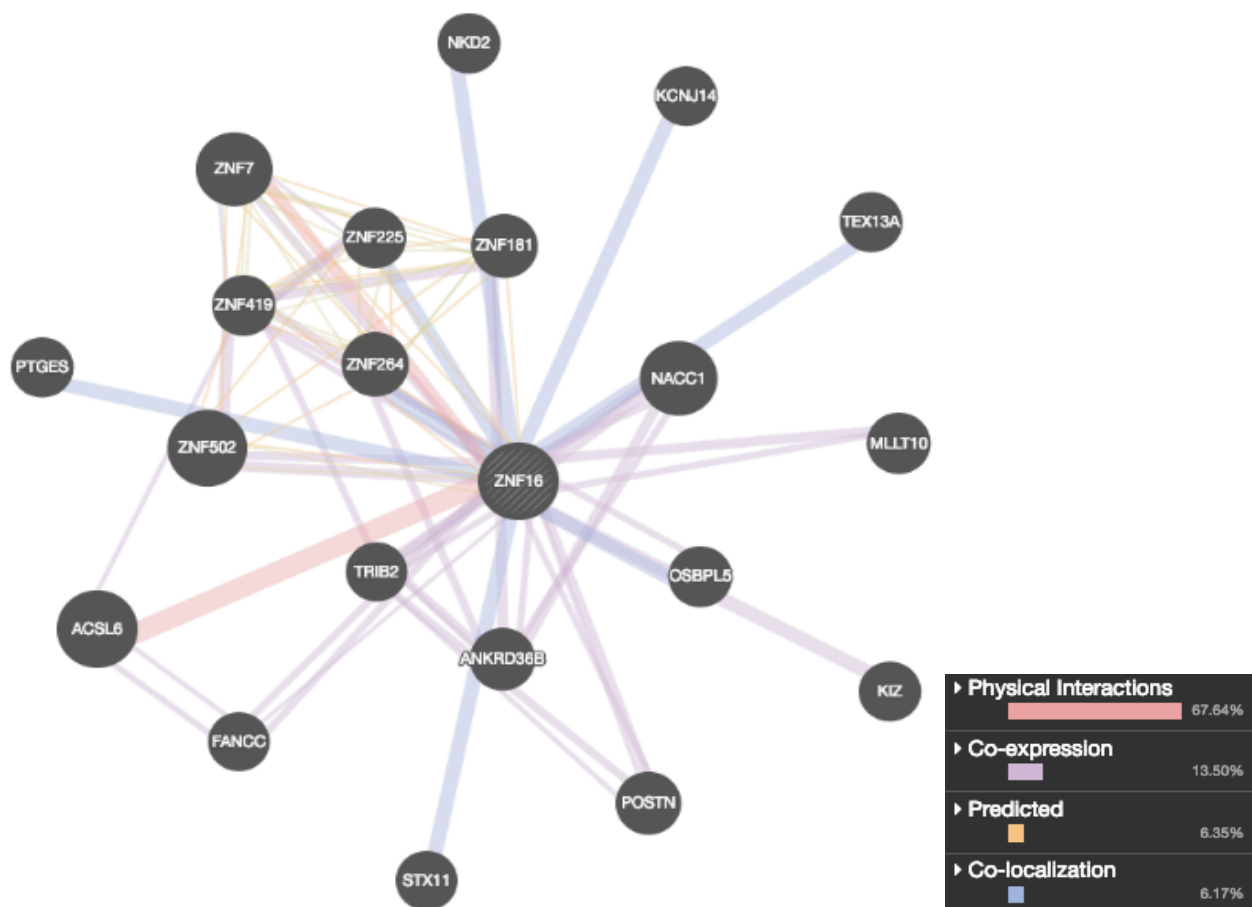 NKD2
KCNJ14
ZNF7
TEX13A
ZNF225
ZNF181
ZNF419
PTGES
ZNF264
NACC1
ZNF502
MLLT10
ZNF16
TRIB2
OSBPL5
ACSL6
ANKRD36B
KIZ
FANCC
POSTN
STX11
Physical Interactions
67.64%
Co-expression
13.50%
Predicted
6.35%
Co-localization
6.17%